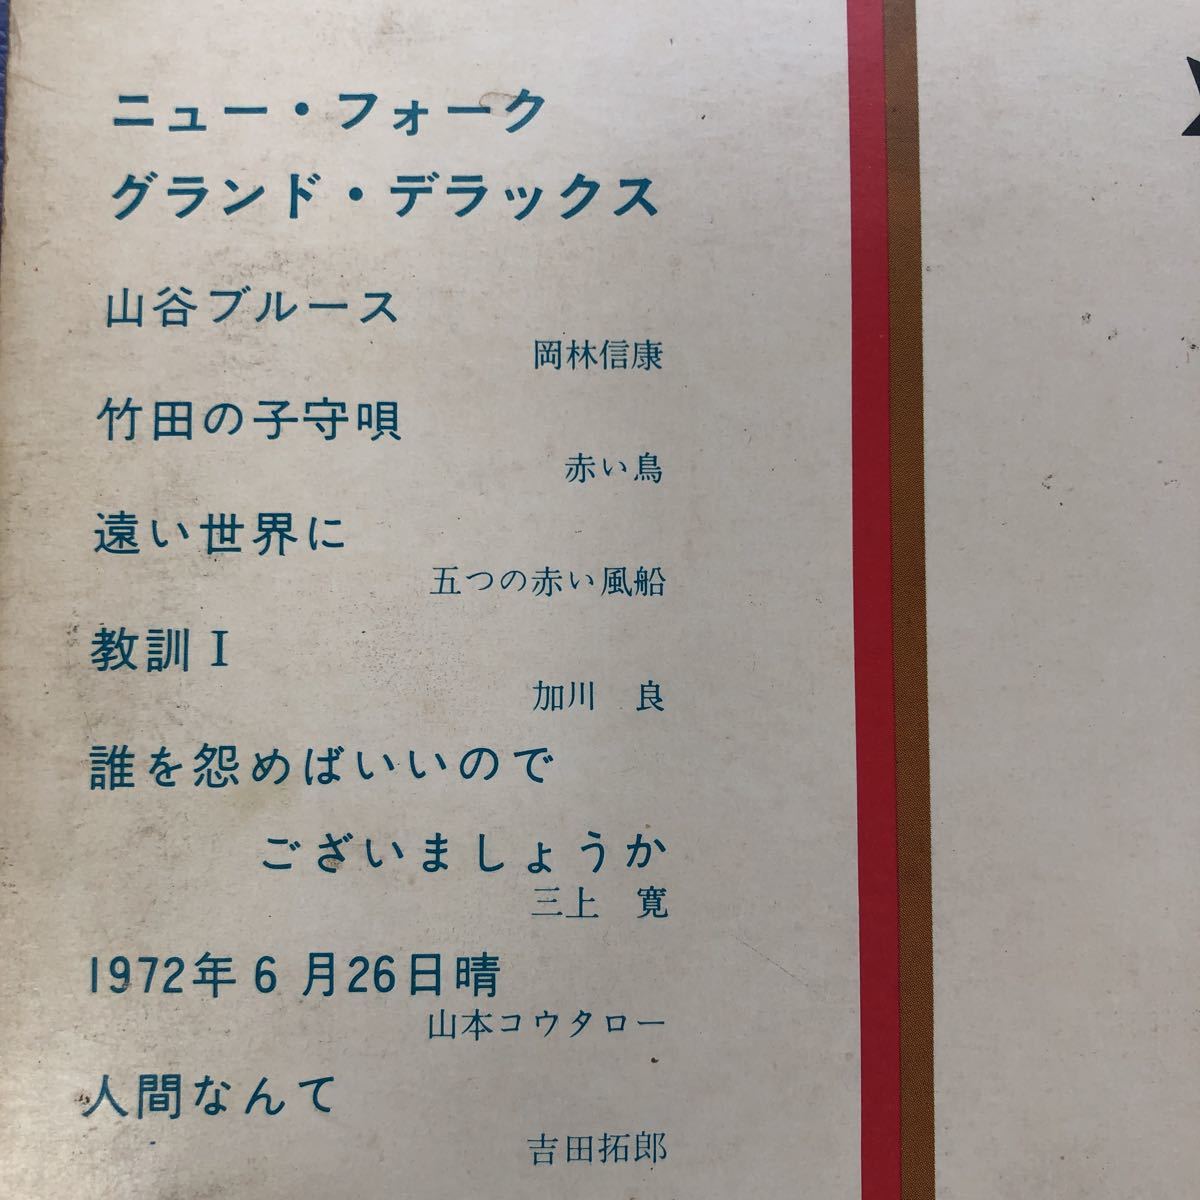 ニュー・フォーク
グランド・デラックス
山谷ブルース
岡林信康
竹田の子守唄
赤い鳥
遠い世界に
五つの赤い風船
教訓I
加川 良
誰を怨めばいいので
ございましょうか
三上 寛
1972年6月26日晴
山本コウタロー
人間なんて
吉田拓郎